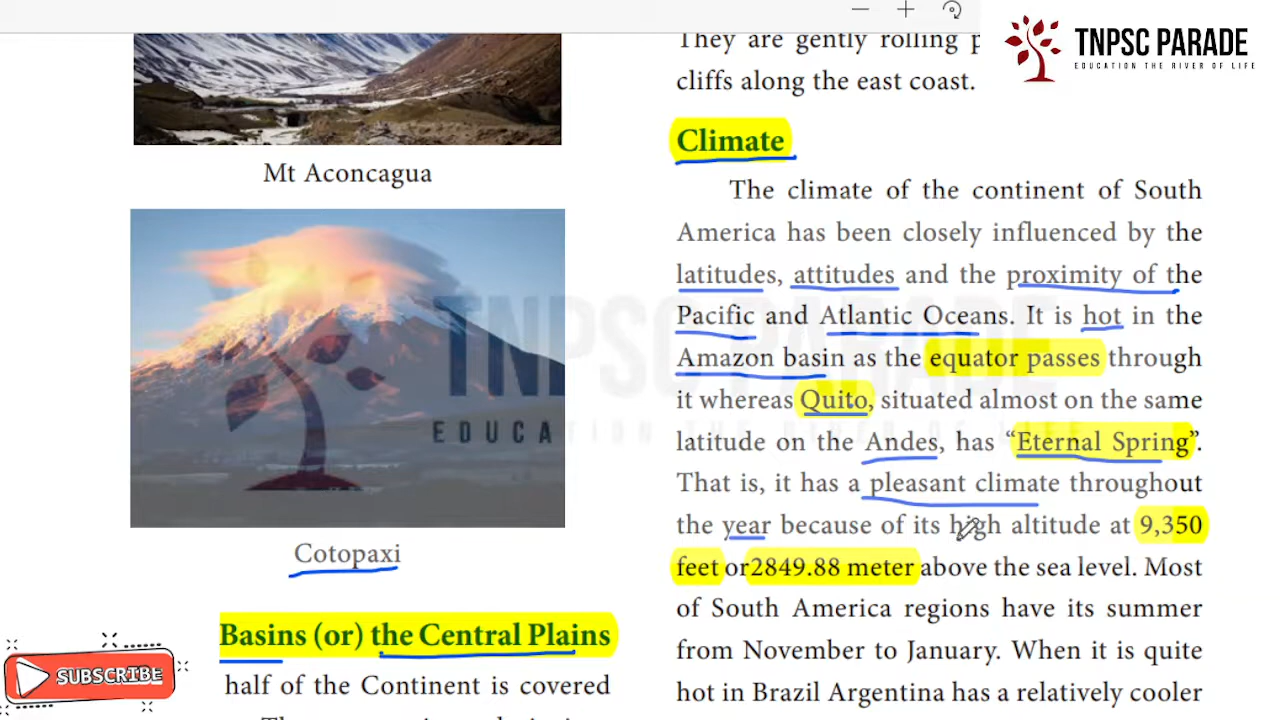 TNPSC PARADE
EDUCATION THE RIVER OF LIFE
Mt Aconcagua
Cotopaxi
Basins (or) the Central Plains
half of the Continent is covered
They are gently rolling
cliffs along the east coast.
Climate
The climate of the continent of South
America has been closely influenced by the
latitudes, attitudes and the proximity of the
Pacific and Atlantic Oceans. It is hot in the
Amazon basin as the equator passes through
it whereas Quito, situated almost on the same
latitude on the Andes, has “Eternal Spring”.
That is, it has a pleasant climate throughout
the year because of its high altitude at 9,350
feet or 2849.88 meter above the sea level. Most
of South America regions have its summer
from November to January. When it is quite
hot in Brazil Argentina has a relatively cooler
TNPSC PARADE
EDUCATION THE RIVER OF LIFE
SUBSCRIBE